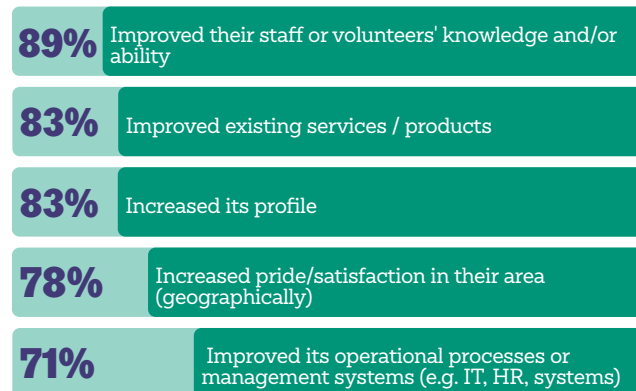 89%
Improved their staff or volunteers' knowledge and/or
ability
83%
Improved existing services / products
83%
Increased its profile
78%
Increased pride/satisfaction in their area
(geographically)
71%
Improved its operational processes or
management systems (e.g. IT, HR, systems)